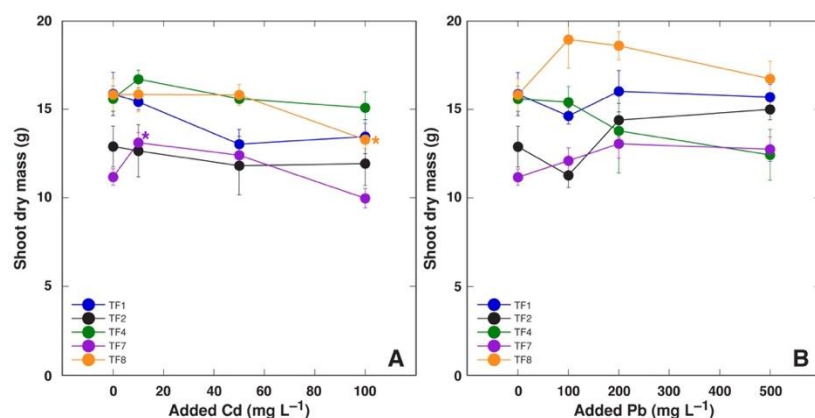 20
15
10
5
0
Shoot dry mass (g)
*
*
TF1
TF2
TF4
TF7
TF8
A
0 20 40 60 80 100
Added Cd (mg L⁻¹)
20
15
10
5
0
Shoot dry mass (g)
TF1
TF2
TF4
TF7
TF8
B
0 100 200 300 400 500
Added Pb (mg L⁻¹)